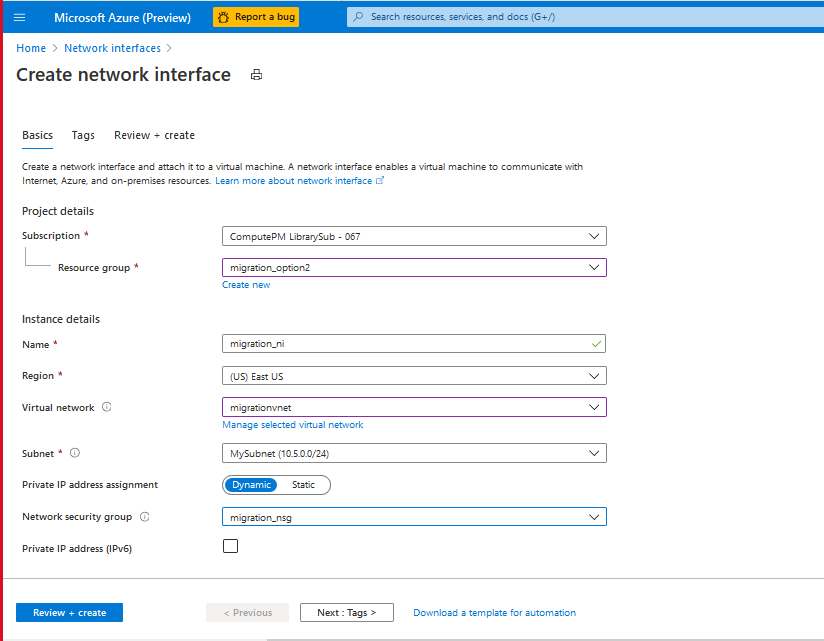 Microsoft Azure (Preview) Report a bug Search resources, services, and docs (G+/)
Home > Network interfaces >
Create network interface
Basics Tags Review + create
Create a network interface and attach it to a virtual machine. A network interface enables a virtual machine to communicate with
Internet, Azure, and on-premises resources. Learn more about network interface
Project details
Subscription * ComputePM LibrarySub - 067
Resource group * migration_option2
Create new
Instance details
Name * migration_ni
Region * (US) East US
Virtual network migrationvnet
Manage selected virtual network
Subnet * MySubnet (10.5.0.0/24)
Private IP address assignment Dynamic Static
Network security group migration_nsg
Private IP address (IPv6)
Review + create < Previous Next : Tags > Download a template for automation